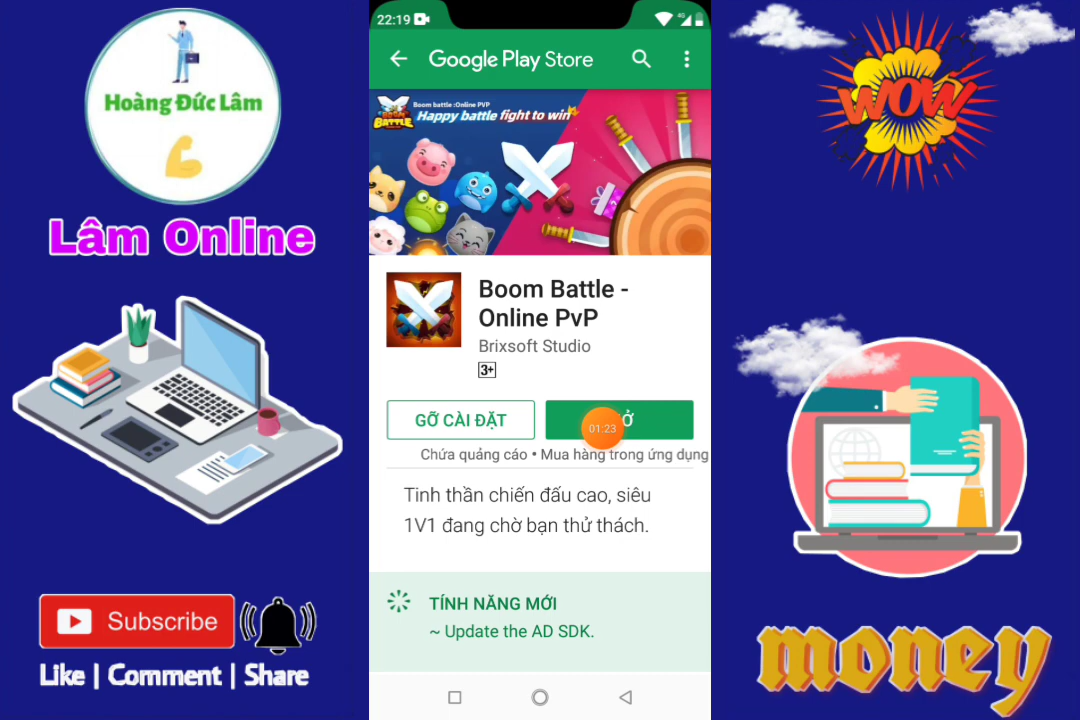 Hoàng Đức Lâm
Lâm Online
Subscribe
Like | Comment | Share
22:19
4G
Google Play Store
BOOM
BATTLE
Boom battle :Online PVP
Happy battle fight to win
Boom Battle -
Online PvP
Brixsoft Studio
3+
GỠ CÀI ĐẶT
01:23
Chứa quảng cáo • Mua hàng trong ứng dụng
Tinh thần chiến đấu cao, siêu
1V1 đang chờ bạn thử thách.
TÍNH NĂNG MỚI
~ Update the AD SDK.
WOW
money